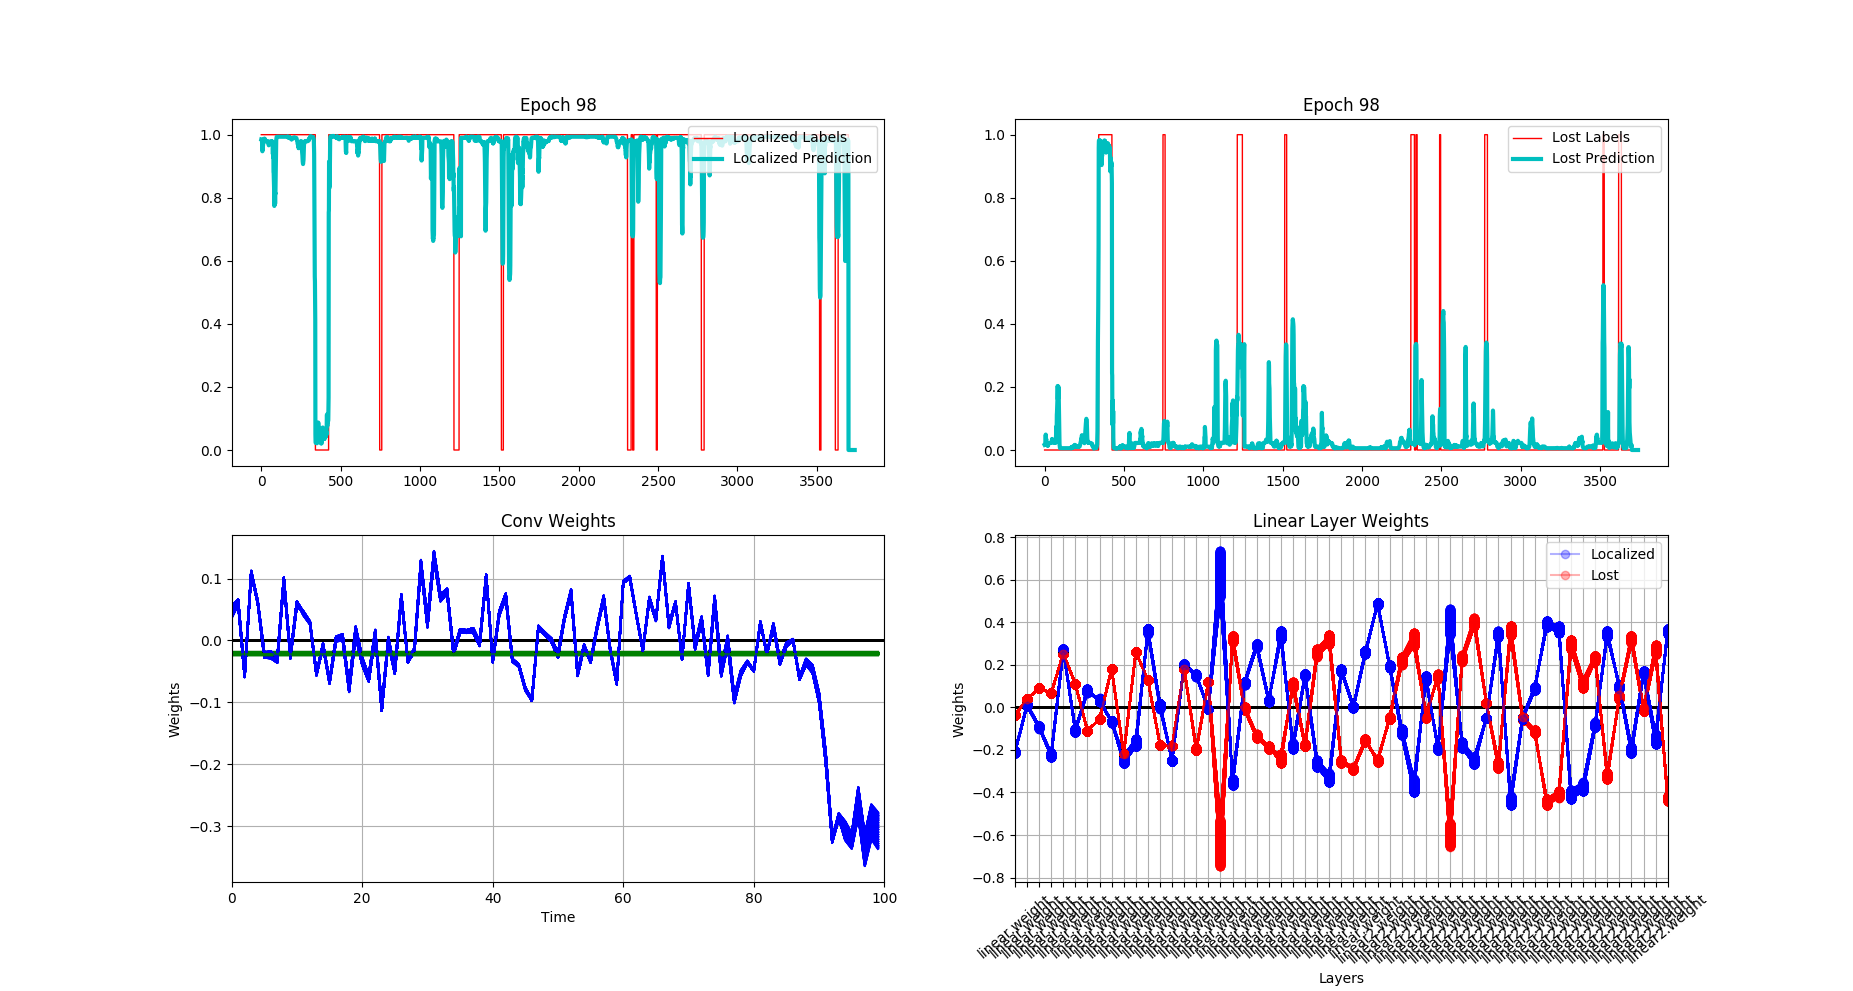 Epoch 98
1.0
0.8
0.6
0.4
0.2
0.0
Localized Labels
Localized Prediction
0 500 1000 1500 2000 2500 3000 3500
Epoch 98
1.0
0.8
0.6
0.4
0.2
0.0
Lost Labels
Lost Prediction
0 500 1000 1500 2000 2500 3000 3500
Conv Weights
Weights
0.1
0.0
−0.1
−0.2
−0.3
0 20 40 60 80 100
Time
Linear Layer Weights
Weights
0.8
0.6
0.4
0.2
0.0
−0.2
−0.4
−0.6
−0.8
Localized
Lost
linear.weight
linear2.weight
Layers